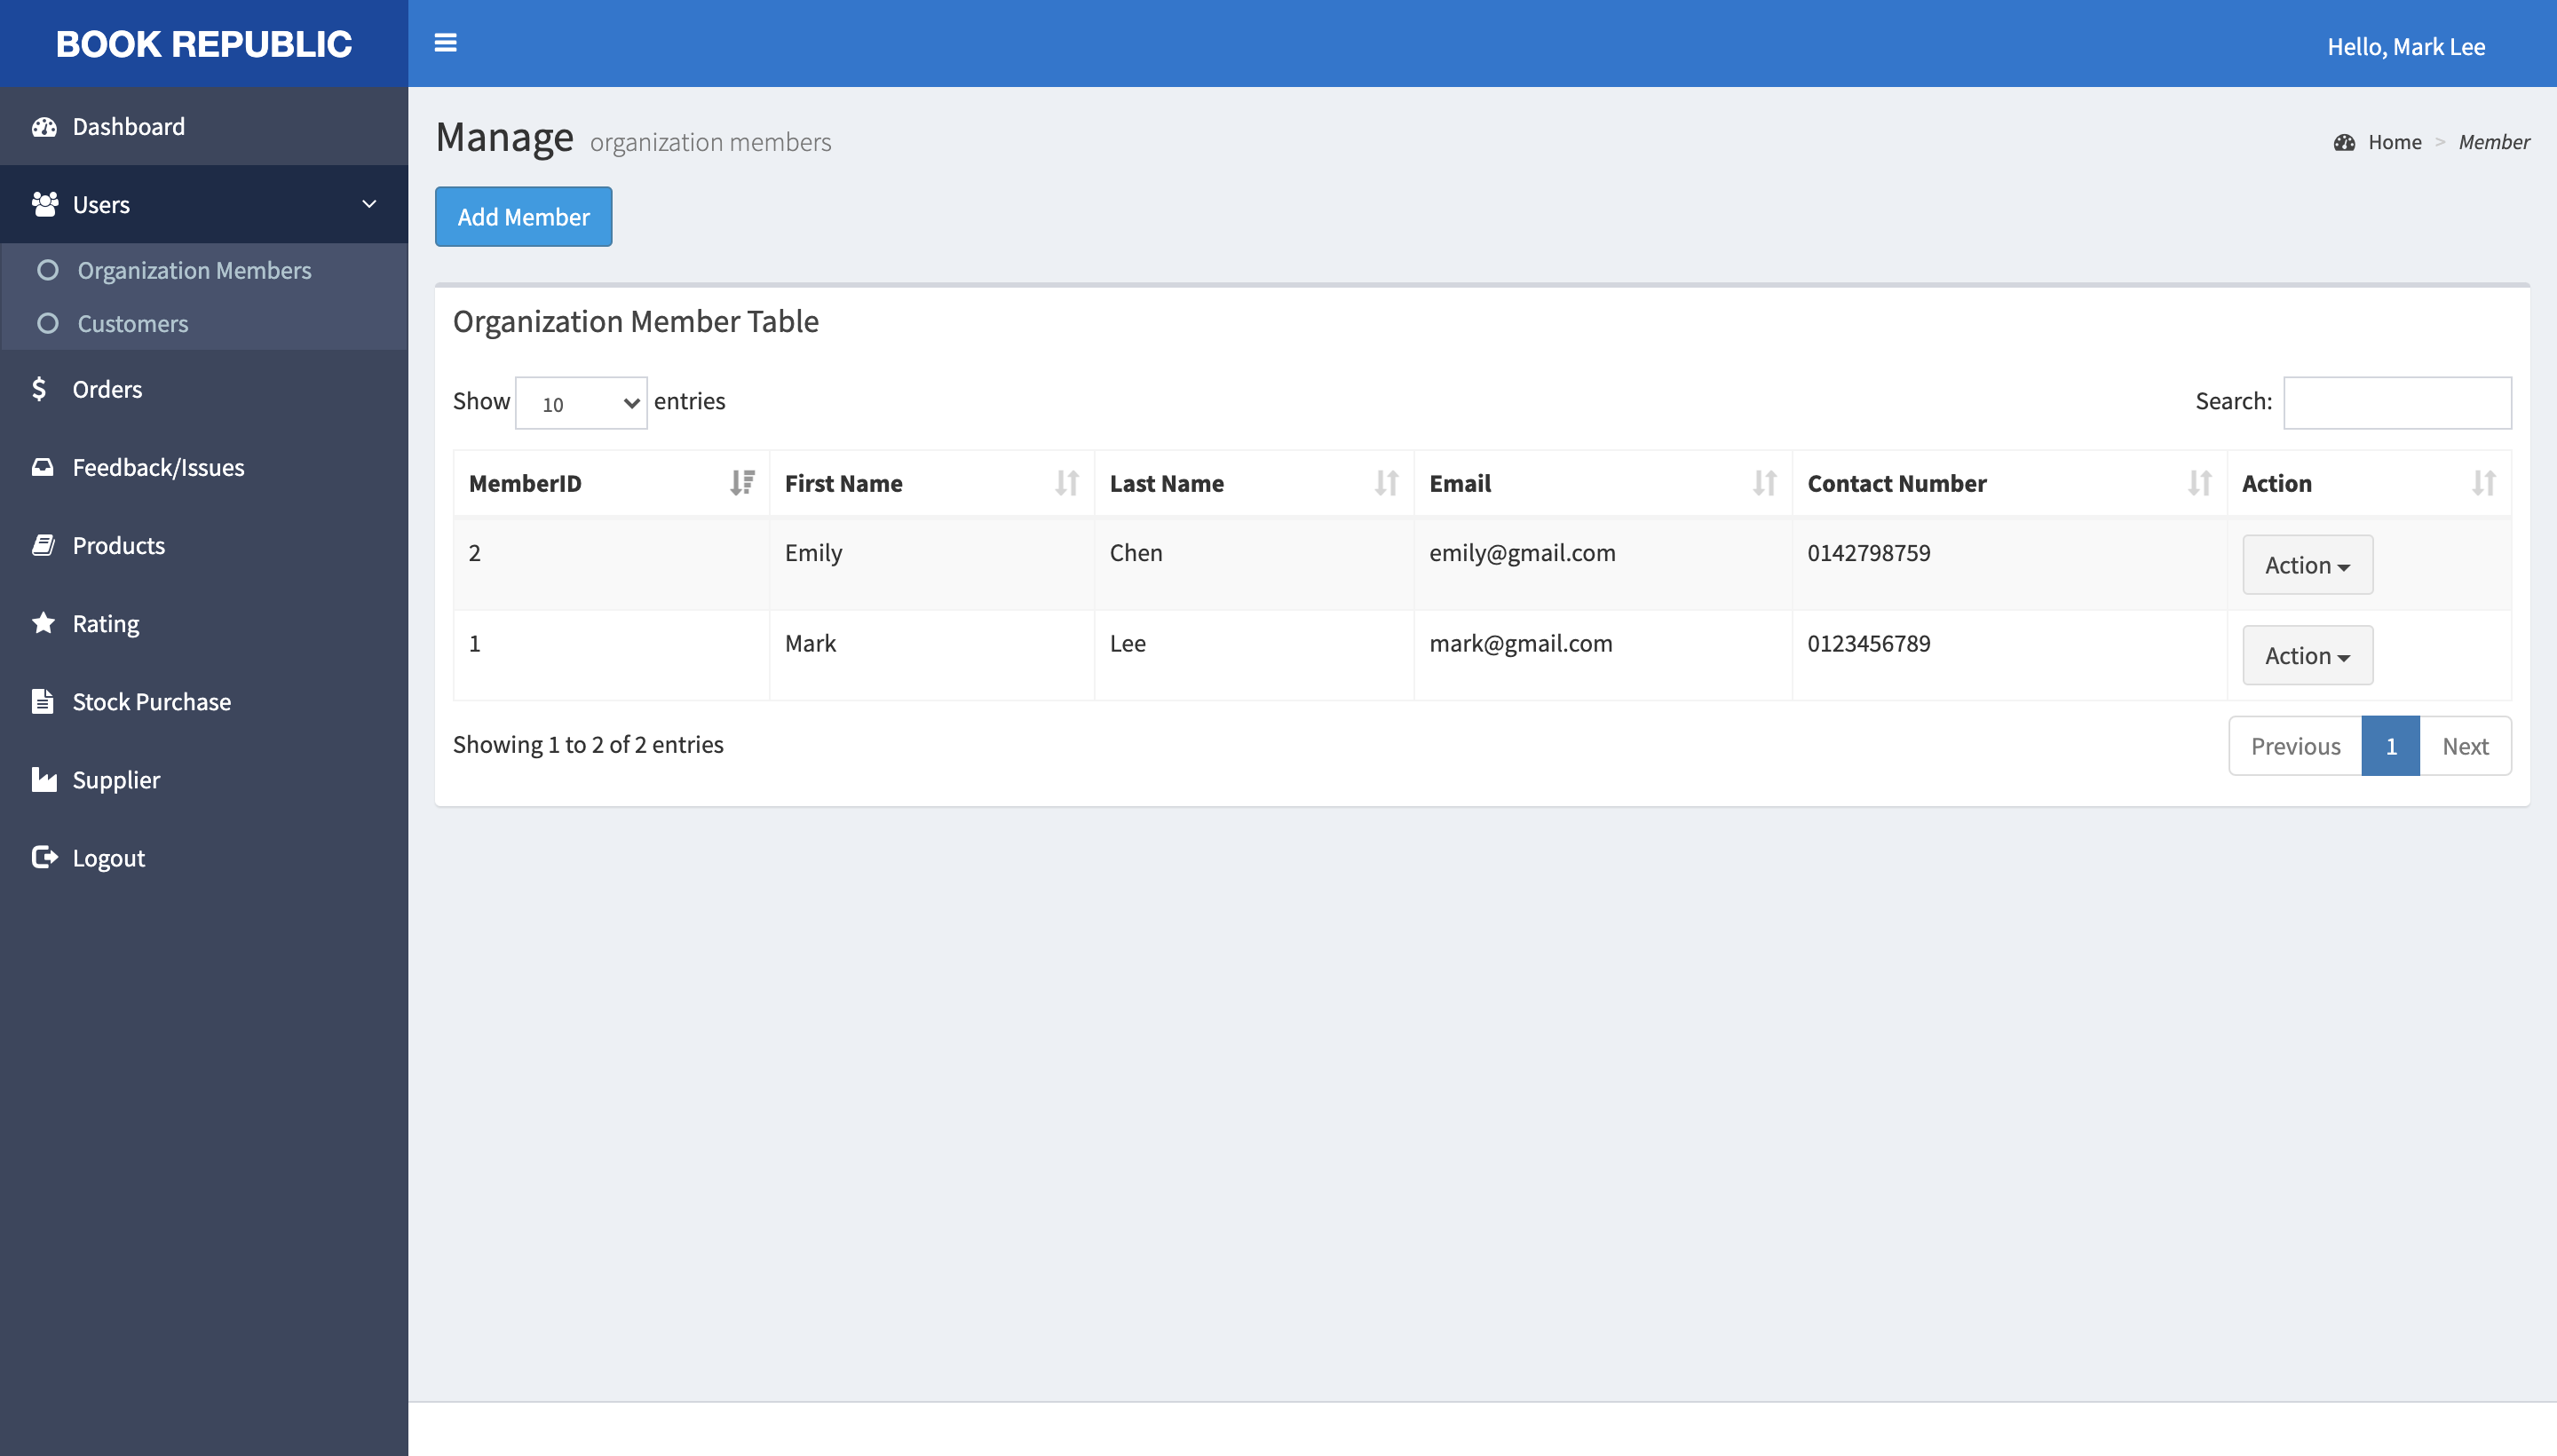 BOOK REPUBLIC
Hello, Mark Lee
Dashboard
Users
Organization Members
Customers
Orders
Feedback/Issues
Products
Rating
Stock Purchase
Supplier
Logout
Manage organization members
Home > Member
Add Member
Organization Member Table
Show 10 entries
Search:
MemberID First Name Last Name Email Contact Number Action
2 Emily Chen emily@gmail.com 0142798759 Action
1 Mark Lee mark@gmail.com 0123456789 Action
Showing 1 to 2 of 2 entries
Previous 1 Next